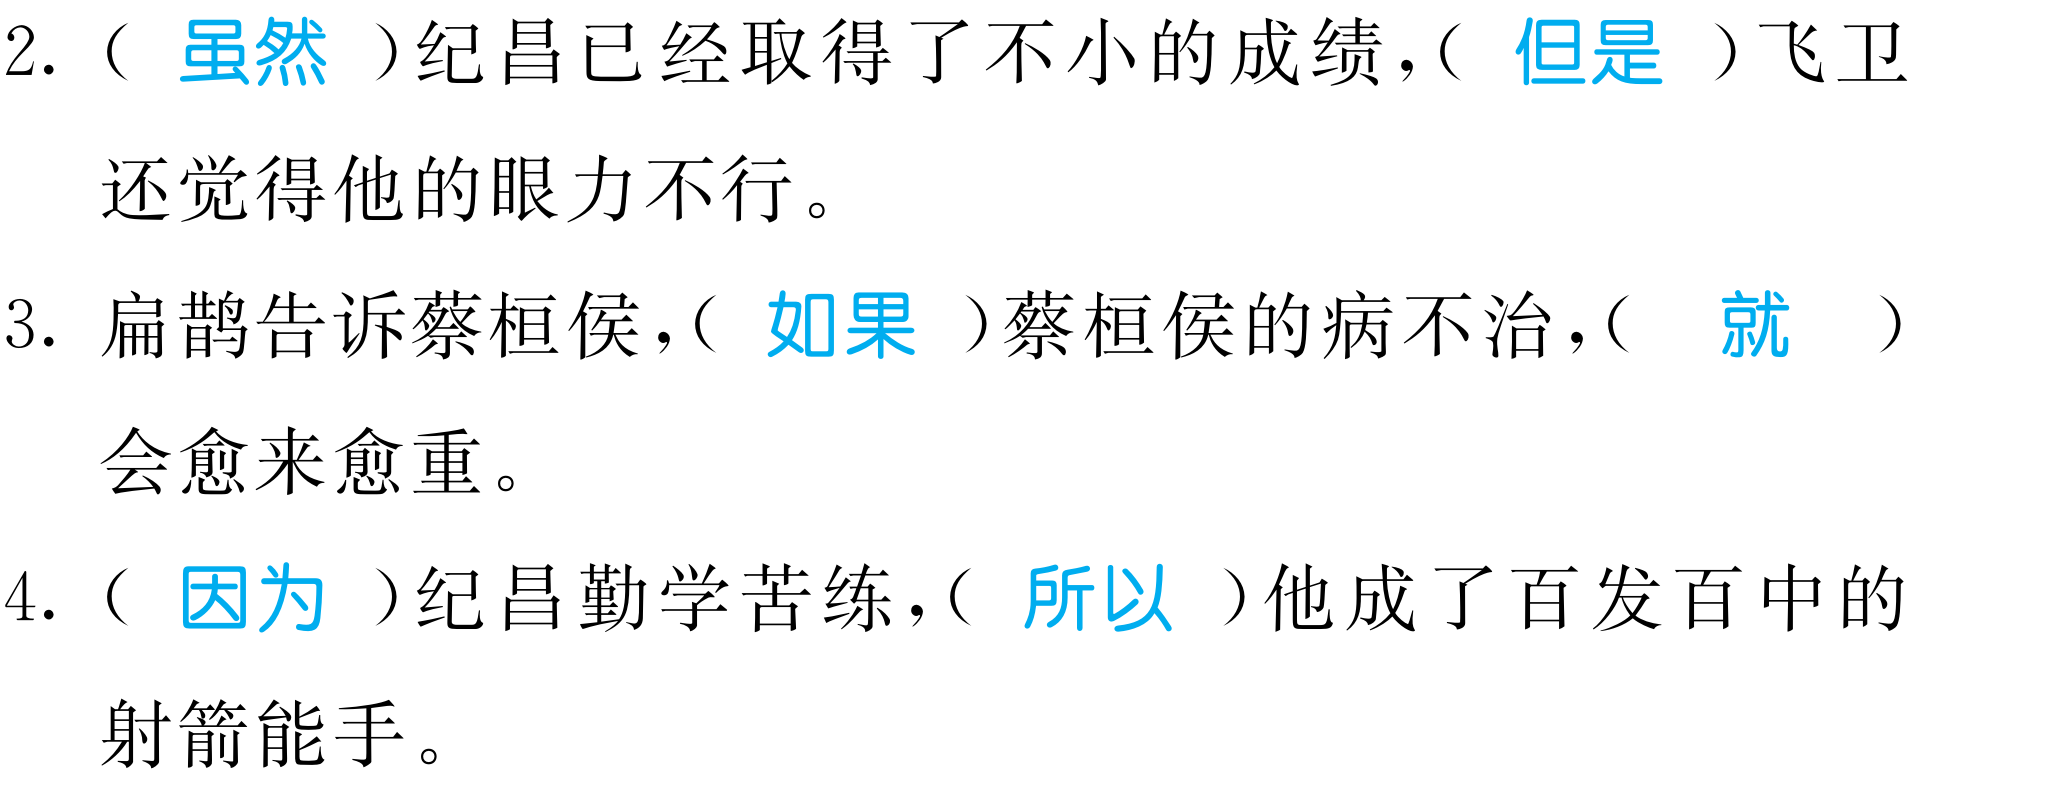 2.（ 虽然 ）纪昌已经取得了不小的成绩，（ 但是 ）飞卫
还觉得他的眼力不行。
3. 扁鹊告诉蔡桓侯，（ 如果 ）蔡桓侯的病不治，（ 就 ）
会愈来愈重。
4.（ 因为 ）纪昌勤学苦练，（ 所以 ）他成了百发百中的
射箭能手。